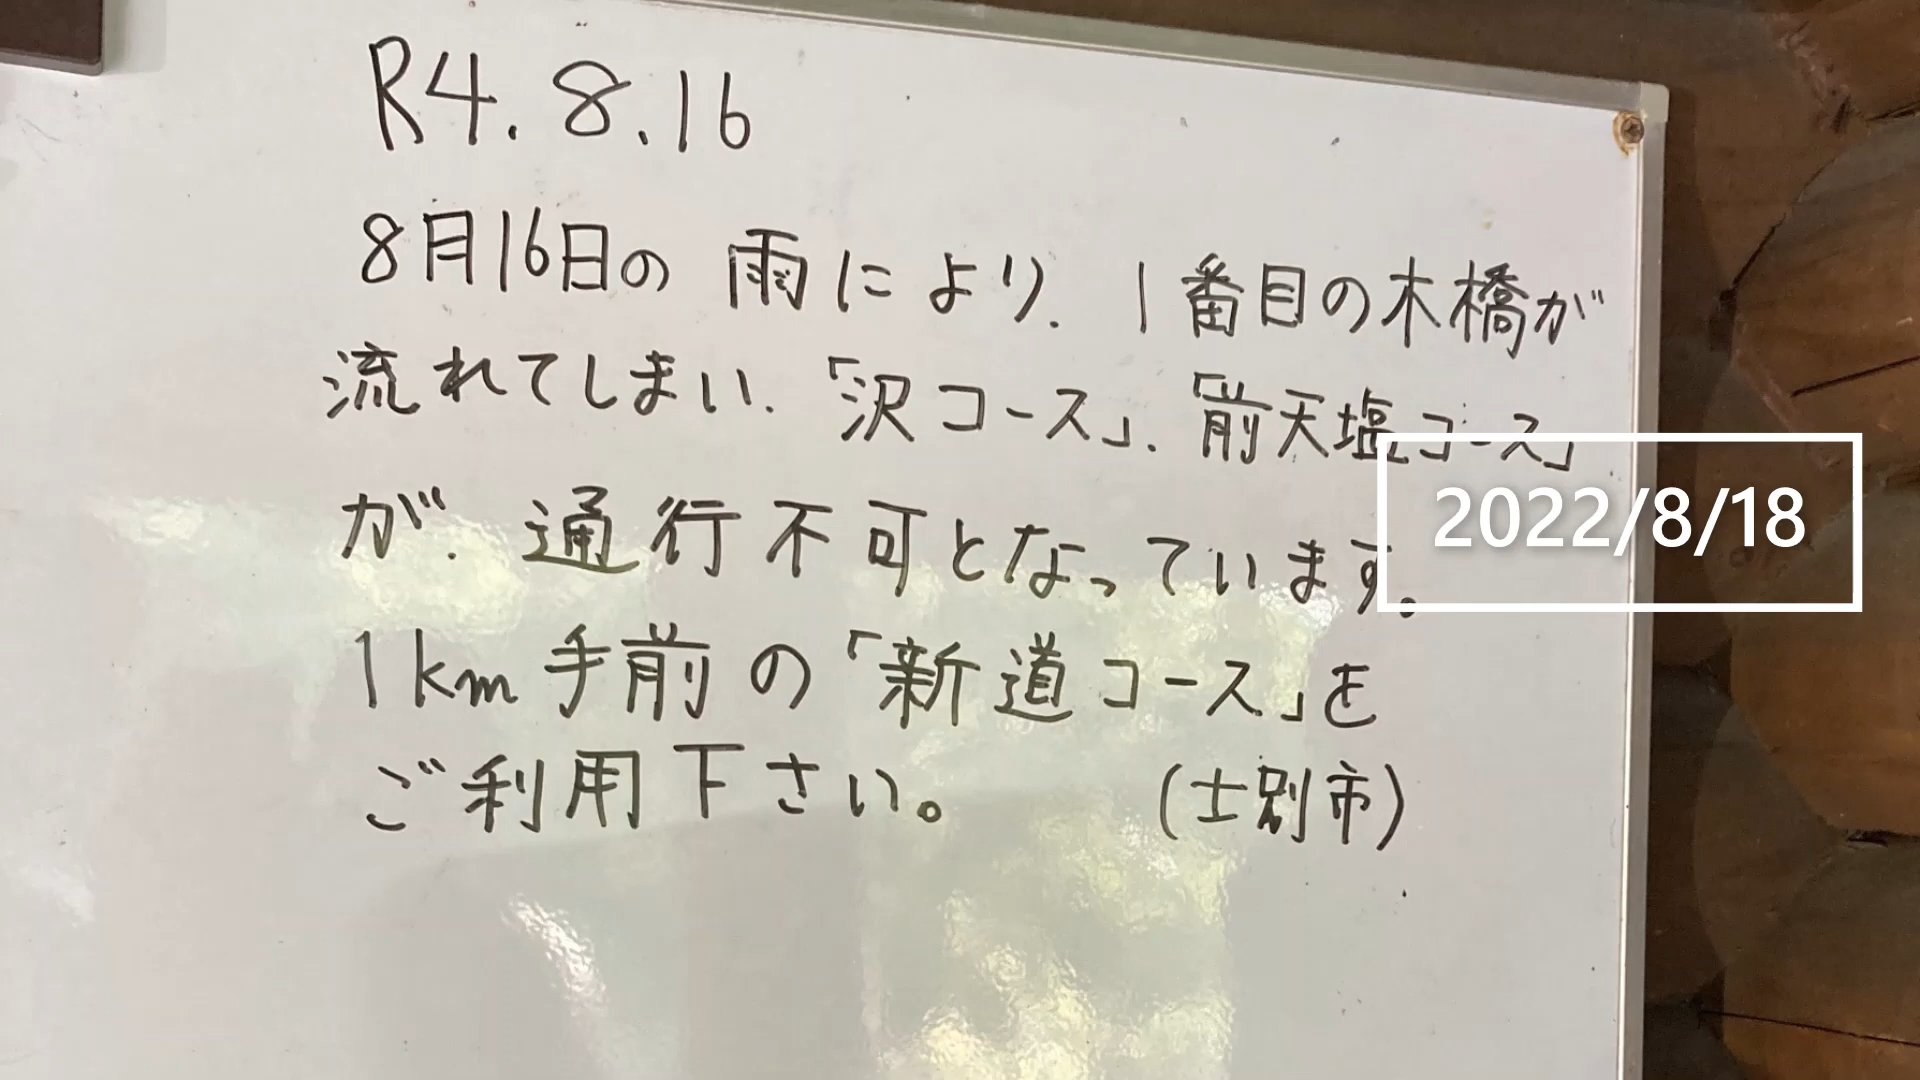 R4.8.16
8月16日の雨により、1番目の木橋が
流れてしまい、「沢コース」、「前天塩コース」
が、通行不可となっています。
2022/8/18
1km手前の「新道コース」を
ご利用下さい。 (士別市)